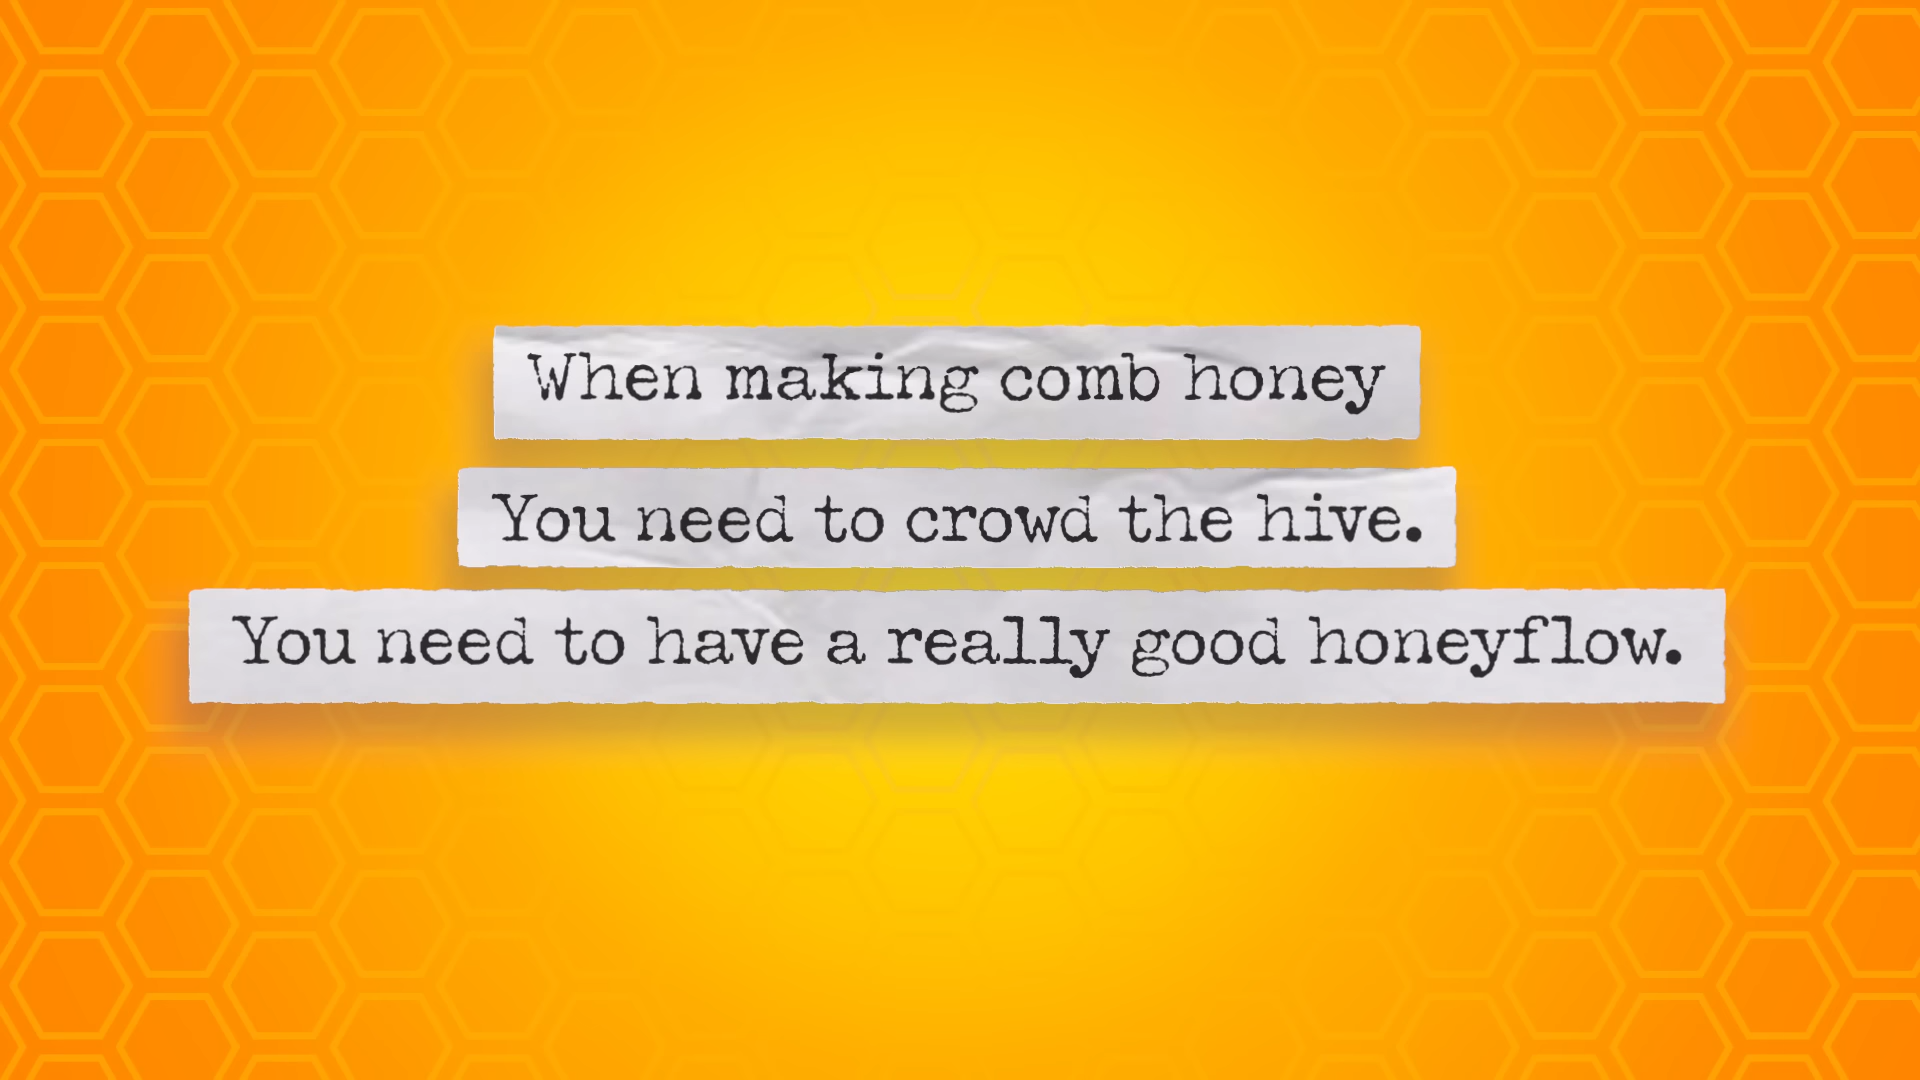 When making comb honey
You need to crowd the hive.
You need to have a really good honeyflow.